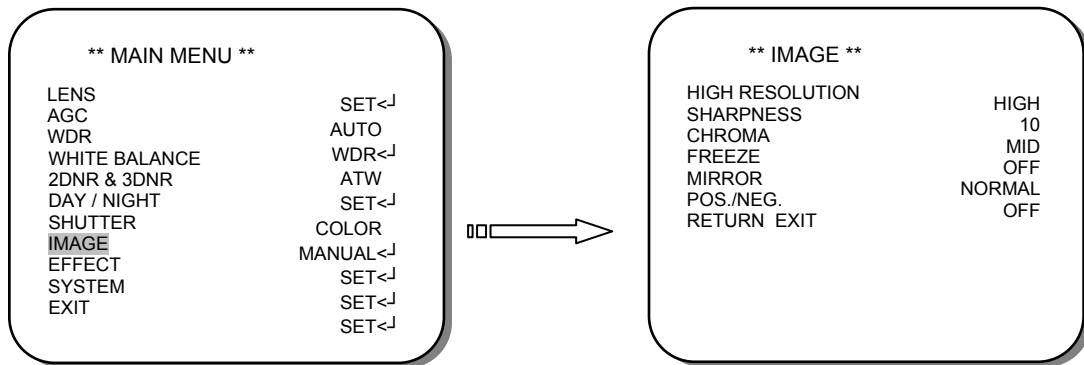 ** MAIN MENU **
LENS SET<┘
AGC AUTO
WDR WDR<┘
WHITE BALANCE ATW
2DNR & 3DNR SET<┘
DAY / NIGHT COLOR
SHUTTER MANUAL<┘
IMAGE SET<┘
EFFECT SET<┘
SYSTEM SET<┘
EXIT
** IMAGE **
HIGH RESOLUTION HIGH
SHARPNESS 10
CHROMA MID
FREEZE OFF
MIRROR NORMAL
POS./NEG. OFF
RETURN EXIT